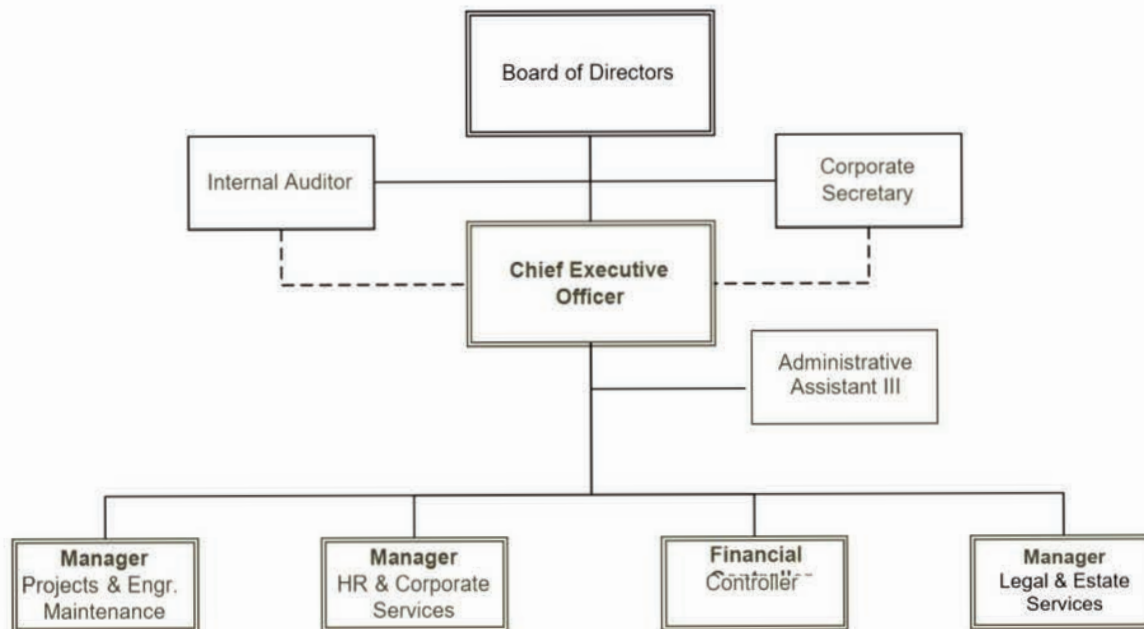 Board of Directors
Internal Auditor
Corporate
Secretary
Chief Executive
Officer
Administrative
Assistant III
Manager
Projects & Engr.
Maintenance
Manager
HR & Corporate
Services
Financial
Controller
Manager
Legal & Estate
Services